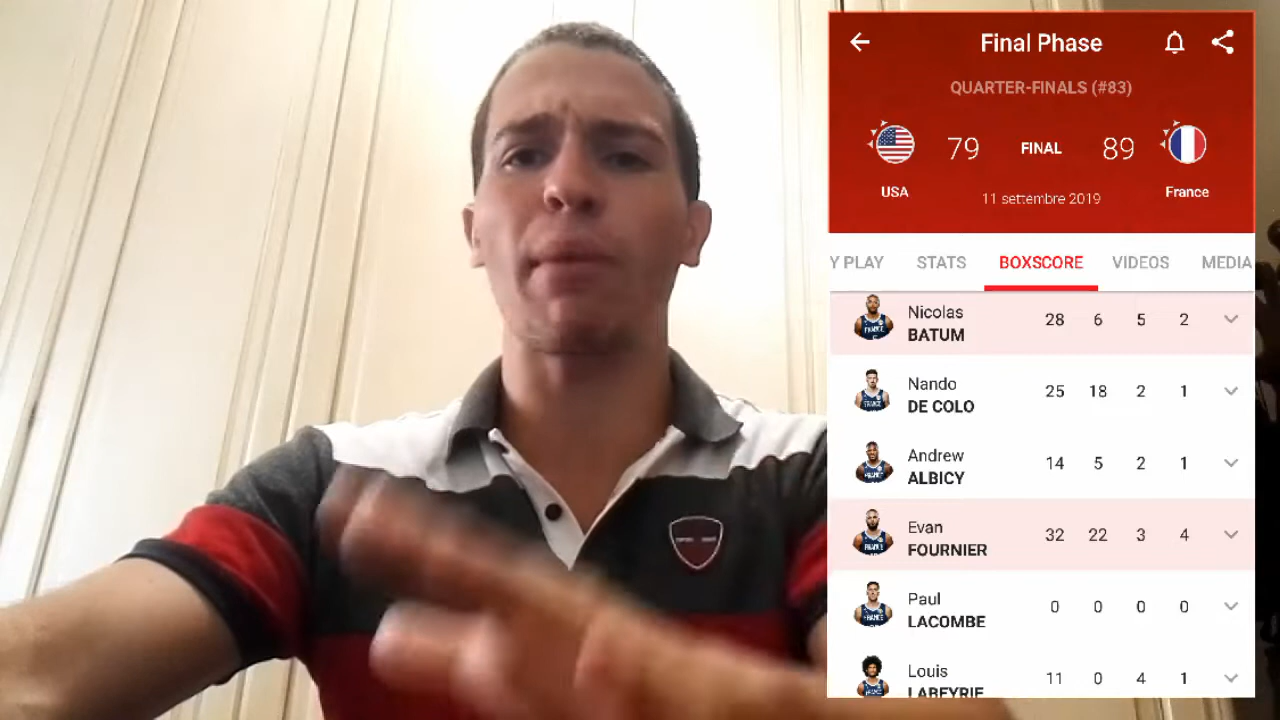 Final Phase
QUARTER-FINALS (#83)
79 FINAL 89
USA France
11 settembre 2019
Y PLAY STATS BOXSCORE VIDEOS MEDIA
Nicolas
BATUM 28 6 5 2
Nando
DE COLO 25 18 2 1
Andrew
ALBICY 14 5 2 1
Evan
FOURNIER 32 22 3 4
Paul
LACOMBE 0 0 0 0
Louis
LABEYRIE 11 0 4 1